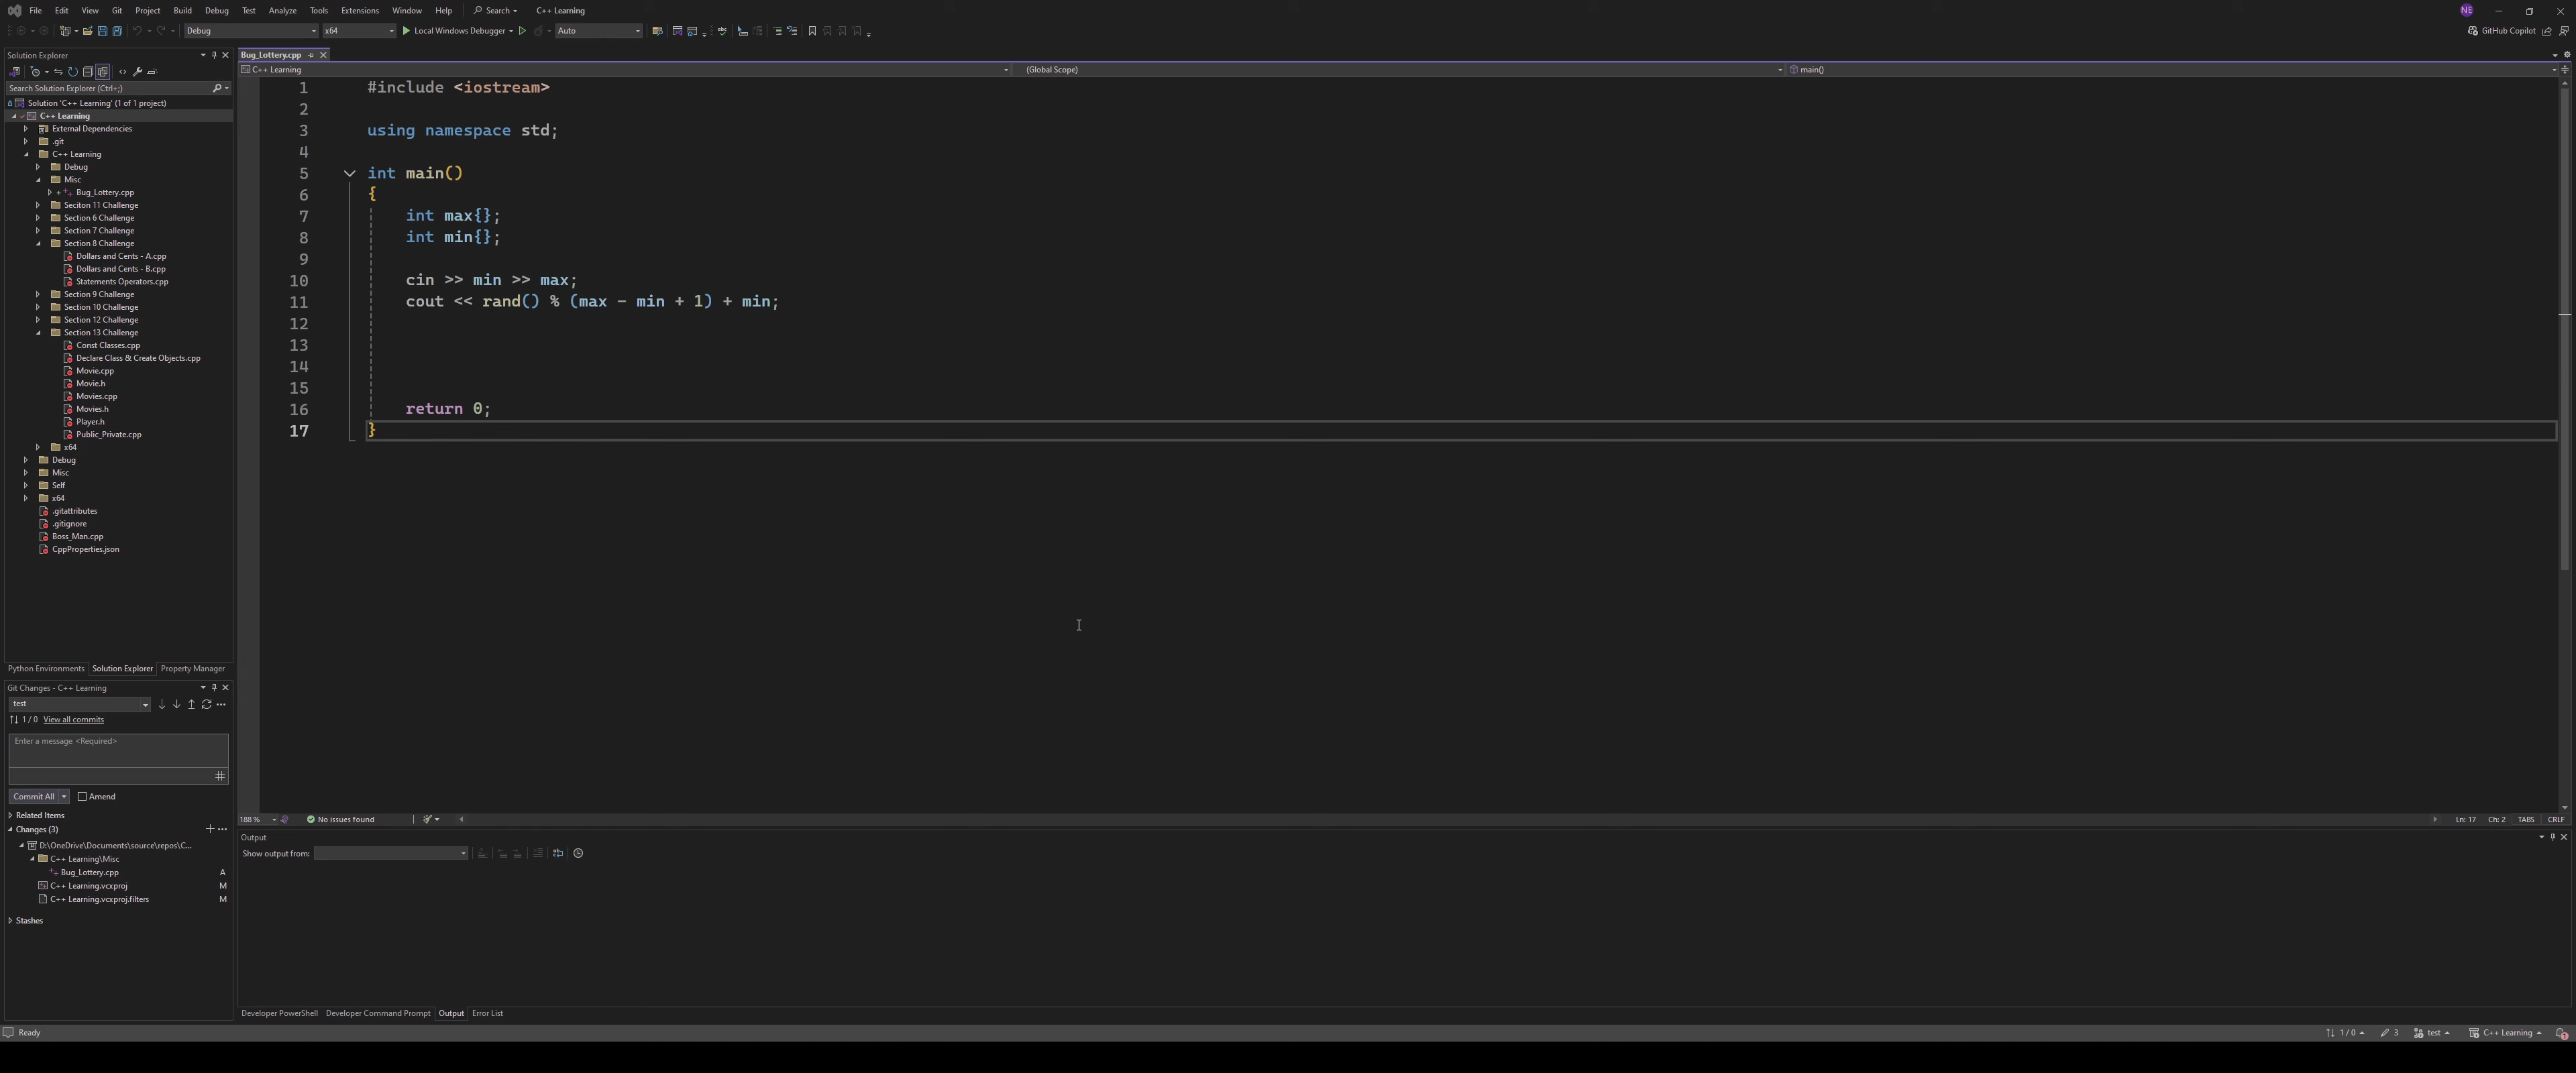 File Edit View Git Project Build Debug Test Analyze Tools Extensions Window Help Search C++ Learning NE
Debug x64 Local Windows Debugger Auto GitHub Copilot
Solution Explorer
Search Solution Explorer (Ctrl+;)
Solution 'C++ Learning' (1 of 1 project)
C++ Learning
External Dependencies
.git
C++ Learning
Debug
Misc
Bug_Lottery.cpp
Seciton 11 Challenge
Section 6 Challenge
Section 7 Challenge
Section 8 Challenge
Dollars and Cents - A.cpp
Dollars and Cents - B.cpp
Statements Operators.cpp
Section 9 Challenge
Section 10 Challenge
Section 12 Challenge
Section 13 Challenge
Const Classes.cpp
Declare Class & Create Objects.cpp
Movie.cpp
Movie.h
Movies.cpp
Movies.h
Player.h
Public_Private.cpp
x64
Debug
Misc
Self
x64
.gitattributes
.gitignore
Boss_Man.cpp
CppProperties.json
Python Environments Solution Explorer Property Manager
Git Changes - C++ Learning
test
1 / 0 View all commits
Enter a message <Required>
Commit All Amend
Related Items
Changes (3)
D:\OneDrive\Documents\source\repos\C...
C++ Learning\Misc
Bug_Lottery.cpp A
C++ Learning.vcxproj M
C++ Learning.vcxproj.filters M
Stashes
Bug_Lottery.cpp
C++ Learning (Global Scope) main()
1 #include <iostream>
2
3 using namespace std;
4
5 int main()
6 {
7 int max{};
8 int min{};
9
10 cin >> min >> max;
11 cout << rand() % (max - min + 1) + min;
12
13
14
15
16 return 0;
17 }
188 % No issues found Ln: 17 Ch: 2 TABS CRLF
Output
Show output from:
Developer PowerShell Developer Command Prompt Output Error List
Ready 1 / 0 3 test C++ Learning 1